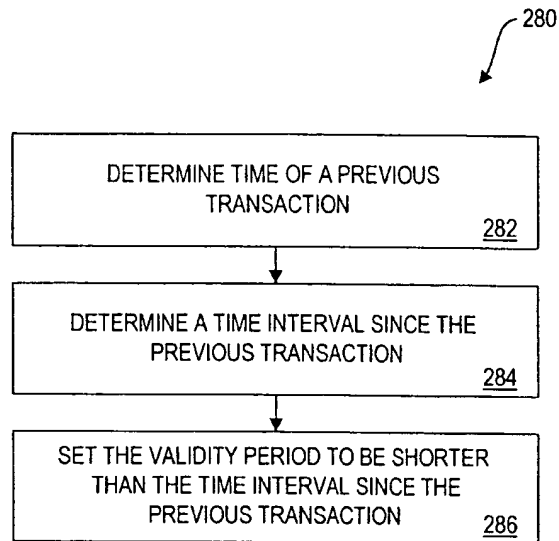 280
DETERMINE TIME OF A PREVIOUS
TRANSACTION
282
DETERMINE A TIME INTERVAL SINCE THE
PREVIOUS TRANSACTION
284
SET THE VALIDITY PERIOD TO BE SHORTER
THAN THE TIME INTERVAL SINCE THE
PREVIOUS TRANSACTION
286